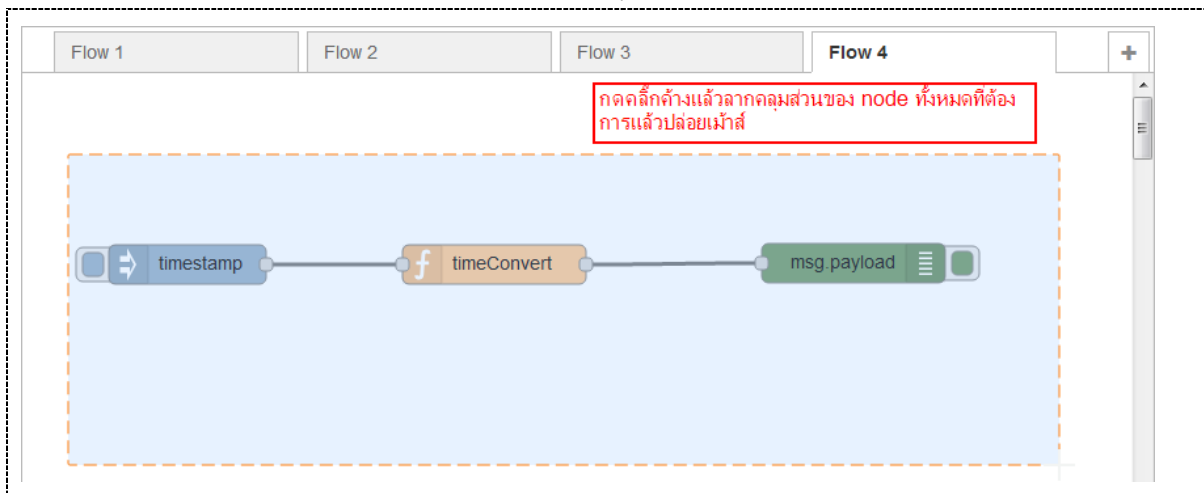 Flow 1
Flow 2
Flow 3
Flow 4
+
กดคลิ๊กค้างแล้วลากคลุมส่วนของ node ทั้งหมดที่ต้อง
การแล้วปล่อยเม้าส์
timestamp
f
timeConvert
msg.payload